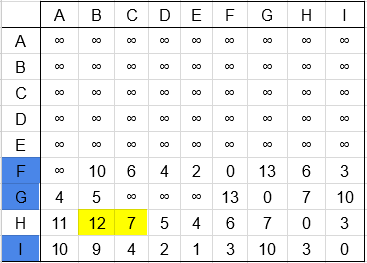 A B C D E F G H I
A ∞ ∞ ∞ ∞ ∞ ∞ ∞ ∞ ∞
B ∞ ∞ ∞ ∞ ∞ ∞ ∞ ∞ ∞
C ∞ ∞ ∞ ∞ ∞ ∞ ∞ ∞ ∞
D ∞ ∞ ∞ ∞ ∞ ∞ ∞ ∞ ∞
E ∞ ∞ ∞ ∞ ∞ ∞ ∞ ∞ ∞
F ∞ 10 6 4 2 0 13 6 3
G 4 5 ∞ ∞ ∞ 13 0 7 10
H 11 12 7 5 4 6 7 0 3
I 10 9 4 2 1 3 10 3 0